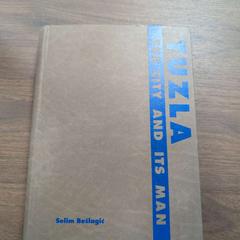 TUZLA
THE CITY AND ITS MAN
Selim Bešlagić